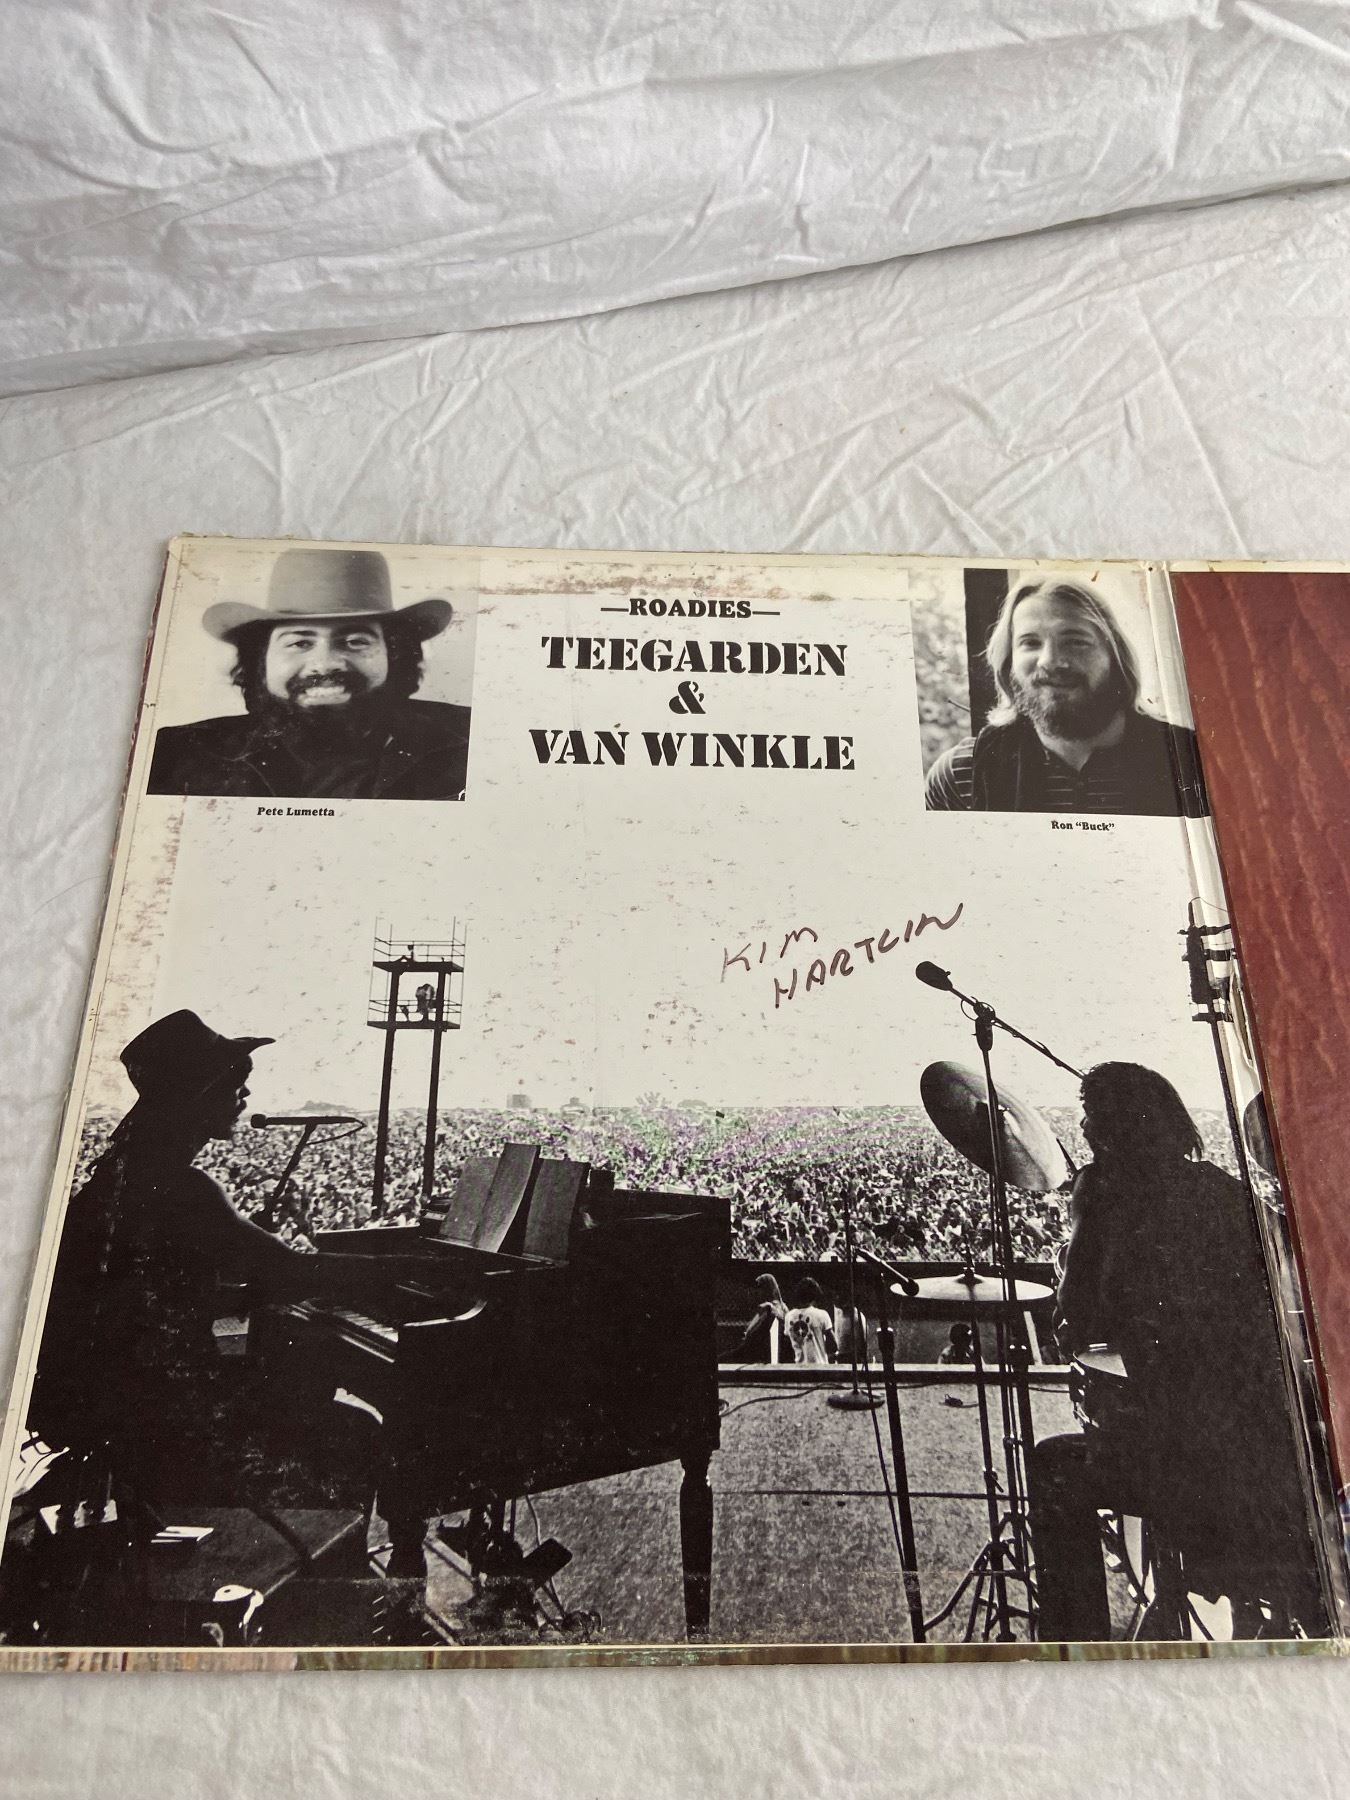 —ROADIES—
TEEGARDEN
&
VAN WINKLE
Pete Lumetta
Ron “Buck”
KIM
HARTLIN